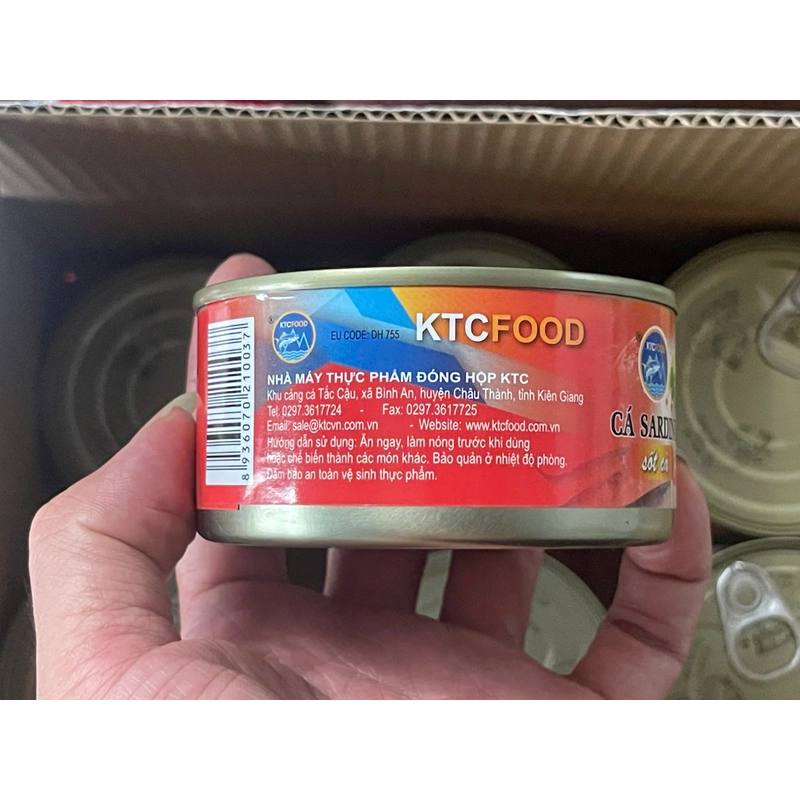 KTCFOOD
EU CODE: DH 755
KTCFOOD
NHÀ MÁY THỰC PHẨM ĐÓNG HỘP KTC
Khu cảng cá Tắc Cậu, xã Bình An, huyện Châu Thành, tỉnh Kiên Giang
Tel: 0297.3617724 - Fax: 0297.3617725
Email: sale@ktcvn.com.vn - Website: www.ktcfood.com.vn
Hướng dẫn sử dụng: Ăn ngay, làm nóng trước khi dùng
hoặc chế biến thành các món khác. Bảo quản ở nhiệt độ phòng.
Đảm bảo an toàn vệ sinh thực phẩm.
8936070210037
KTCFOOD
CÁ SARDIN
sốt cà